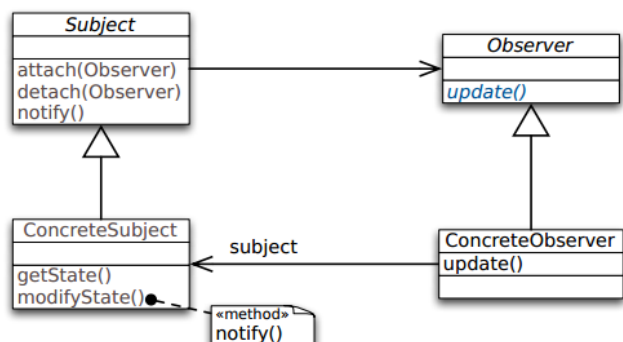 Subject
attach(Observer)
detach(Observer)
notify()
Observer
update()
ConcreteSubject
getState()
modifyState()
subject
ConcreteObserver
update()
«method»
notify()